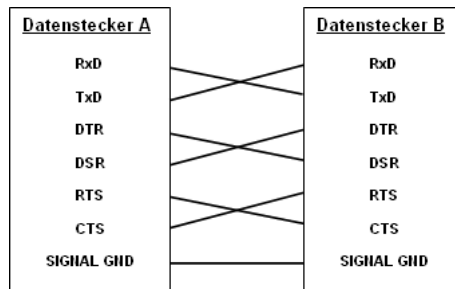 Datenstecker A
RxD
TxD
DTR
DSR
RTS
CTS
SIGNAL GND
Datenstecker B
RxD
TxD
DTR
DSR
RTS
CTS
SIGNAL GND